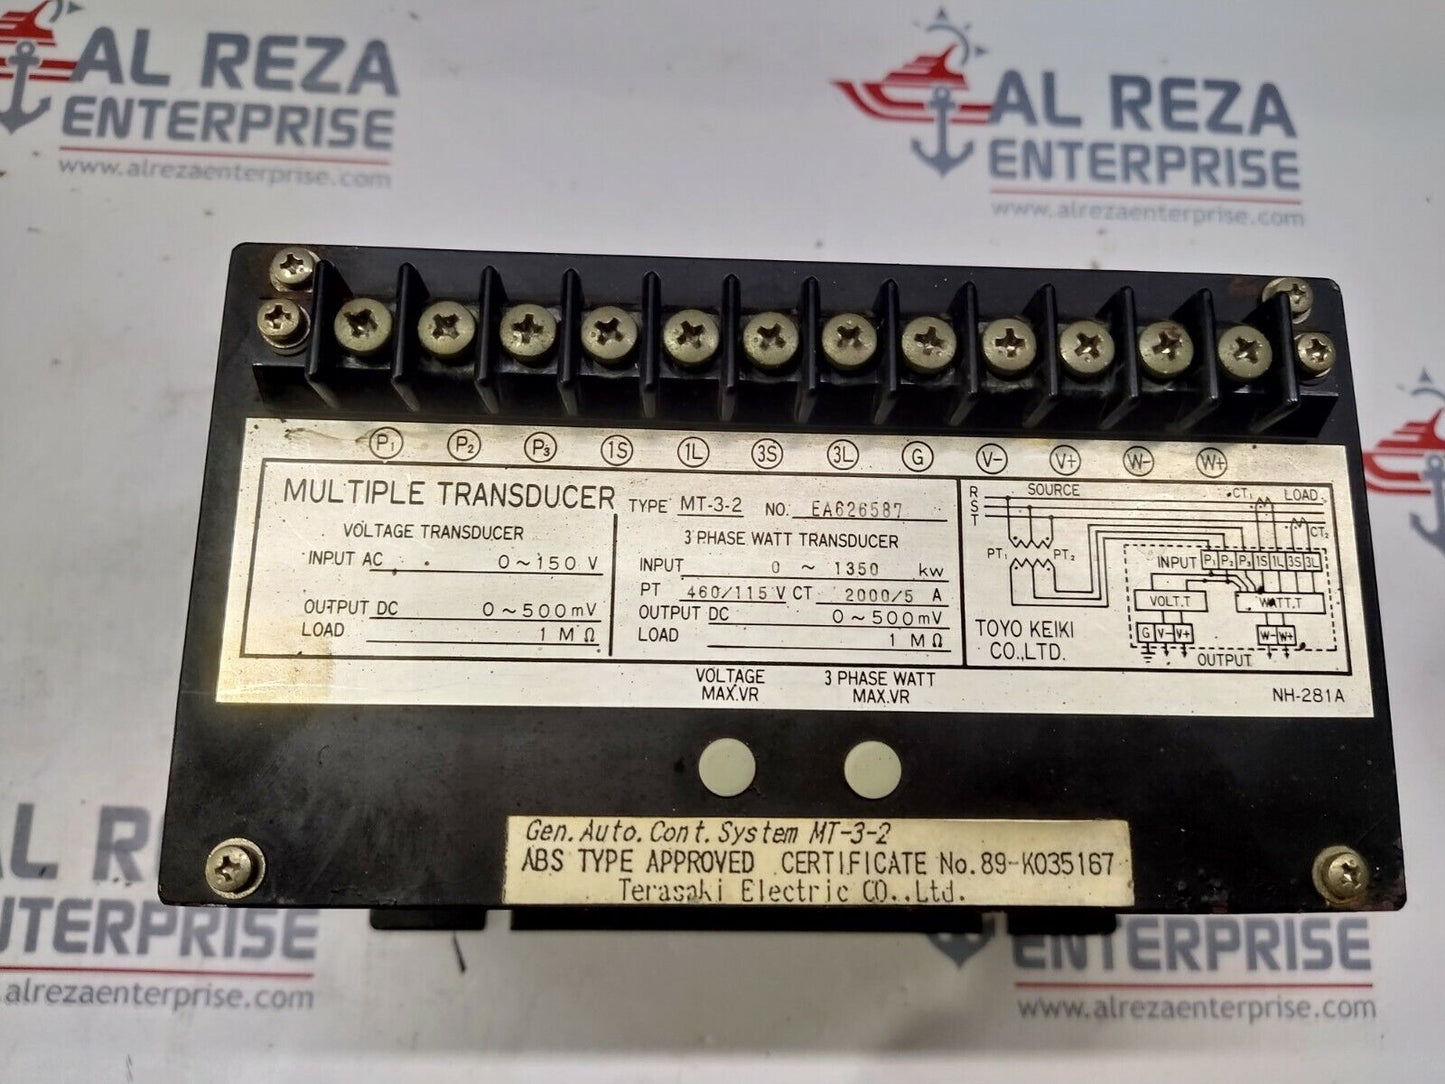 AL REZA
ENTERPRISE
www.alrezaenterprise.com
AL REZA
ENTERPRISE
www.alrezaenterprise.com
P1 P2 P3 1S 1L 3S 3L G V- V+ W- W+
MULTIPLE TRANSDUCER TYPE MT-3-2 NO. EA626587
VOLTAGE TRANSDUCER
INPUT AC 0~150 V
OUTPUT DC 0~500mV
LOAD 1 MΩ
3 PHASE WATT TRANSDUCER
INPUT 0 ~ 1350 kw
PT 460/115 V CT 2000/5 A
OUTPUT DC 0~500mV
LOAD 1 MΩ
R SOURCE CT1 LOAD
S
T
CT2
PT1 PT2
INPUT P1 P2 P3 1S 1L 3S 3L
VOLT.T WATT.T
G V- V+ W- W+
OUTPUT
TOYO KEIKI
CO.,LTD.
VOLTAGE
MAX.VR
3 PHASE WATT
MAX.VR
NH-281A
Gen. Auto. Cont. System MT-3-2
ABS TYPE APPROVED CERTIFICATE No. 89-K035167
Terasaki Electric CO.,Ltd.
AL R
NTERPRISE
alrezaenterprise.com
ENTERPRISE
www.alrezaenterprise.com